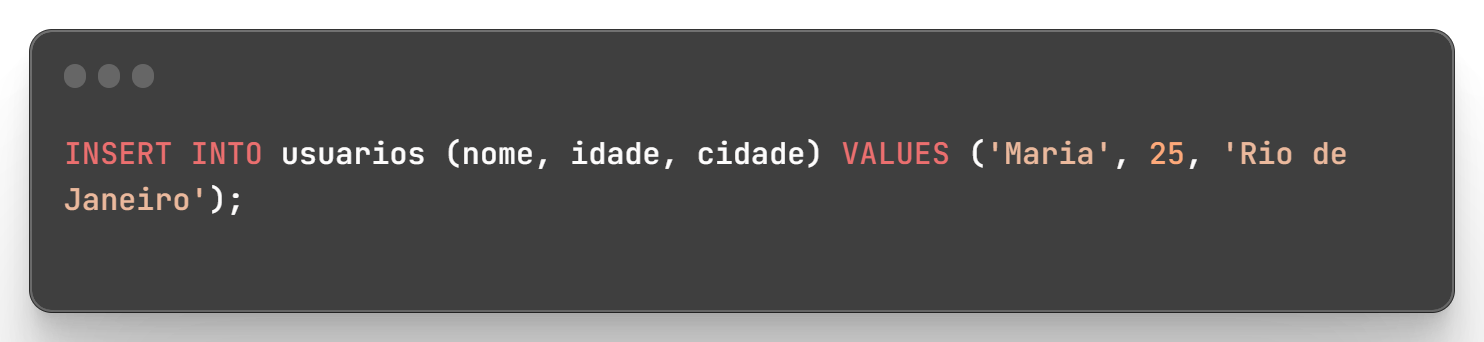 INSERT INTO usuarios (nome, idade, cidade) VALUES ('Maria', 25, 'Rio de
Janeiro');